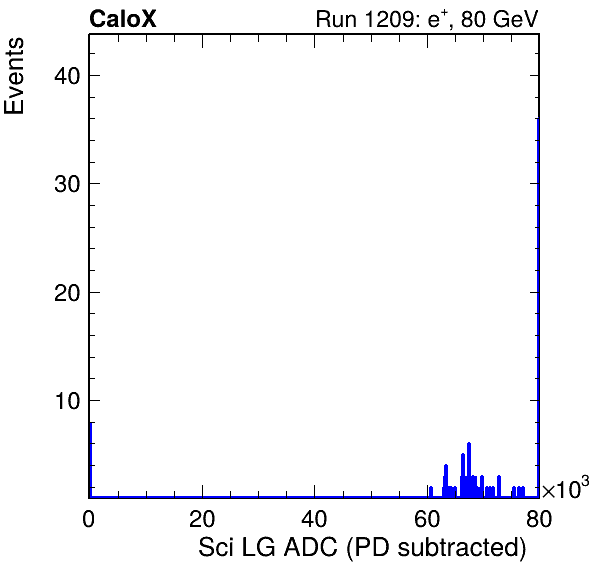 CaloX Run 1209: e⁺, 80 GeV
Events
40
30
20
10
0 20 40 60 80
×10³
Sci LG ADC (PD subtracted)